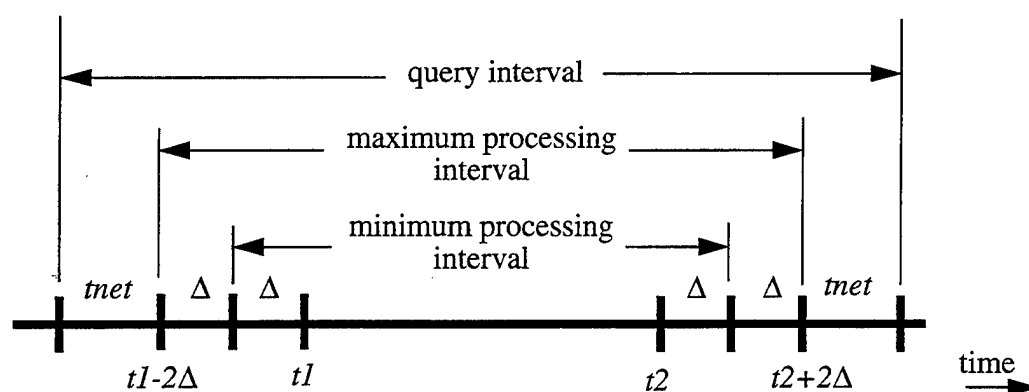 query interval
maximum processing
interval
minimum processing
interval
tnet Δ Δ Δ Δ tnet
t1-2Δ t1 t2 t2+2Δ time